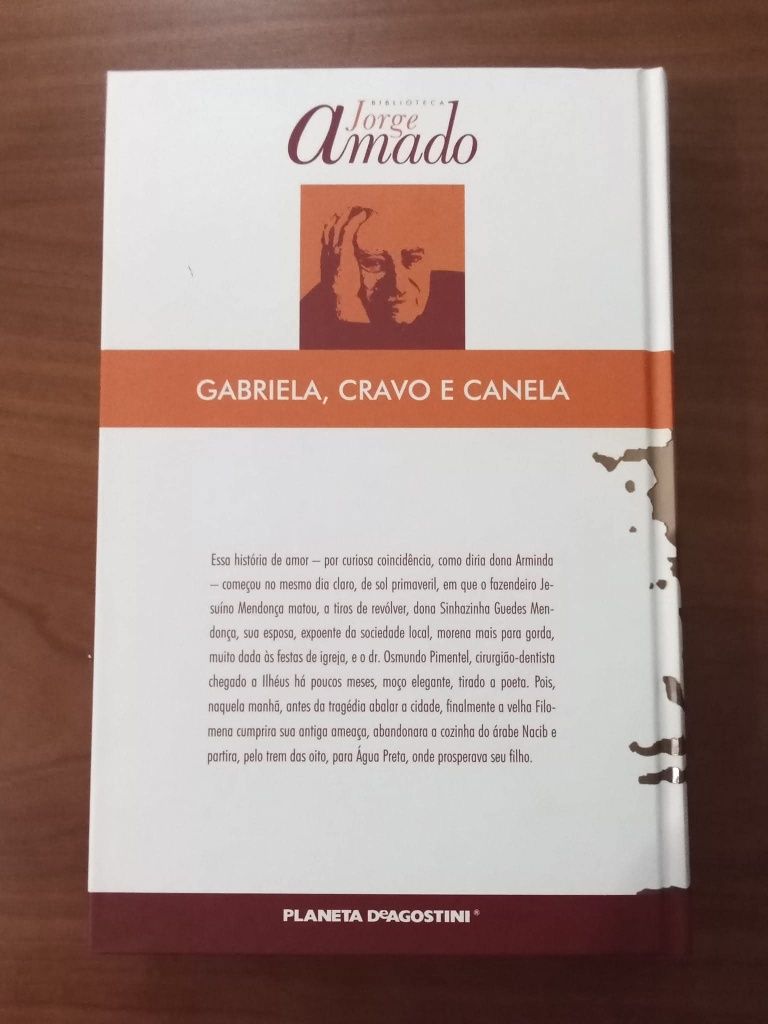 BIBLIOTECA
Jorge
amado
GABRIELA, CRAVO E CANELA
Essa história de amor – por curiosa coincidência, como diria dona Arminda
– começou no mesmo dia claro, de sol primaveril, em que o fazendeiro Je-
suíno Mendonça matou, a tiros de revólver, dona Sinhazinha Guedes Men-
donça, sua esposa, expoente da sociedade local, morena mais para gorda,
muito dada às festas de igreja, e o dr. Osmundo Pimentel, cirurgião-dentista
chegado a Ilhéus há poucos meses, moço elegante, tirado a poeta. Pois,
naquela manhã, antes da tragédia abalar a cidade, finalmente a velha Filo-
mena cumprira sua antiga ameaça, abandonara a cozinha do árabe Nacib e
partira, pelo trem das oito, para Água Preta, onde prosperava seu filho.
PLANETA DeAGOSTINI®